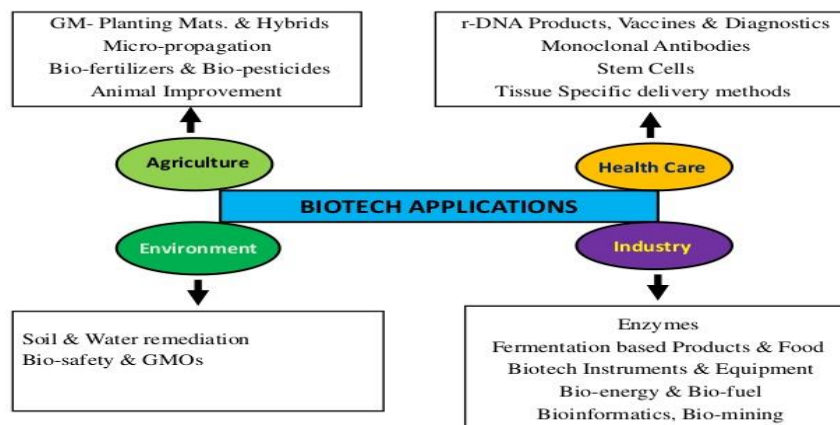 GM- Planting Mats. & Hybrids
Micro-propagation
Bio-fertilizers & Bio-pesticides
Animal Improvement
r-DNA Products, Vaccines & Diagnostics
Monoclonal Antibodies
Stem Cells
Tissue Specific delivery methods
Agriculture
Health Care
BIOTECH APPLICATIONS
Environment
Industry
Soil & Water remediation
Bio-safety & GMOs
Enzymes
Fermentation based Products & Food
Biotech Instruments & Equipment
Bio-energy & Bio-fuel
Bioinformatics, Bio-mining